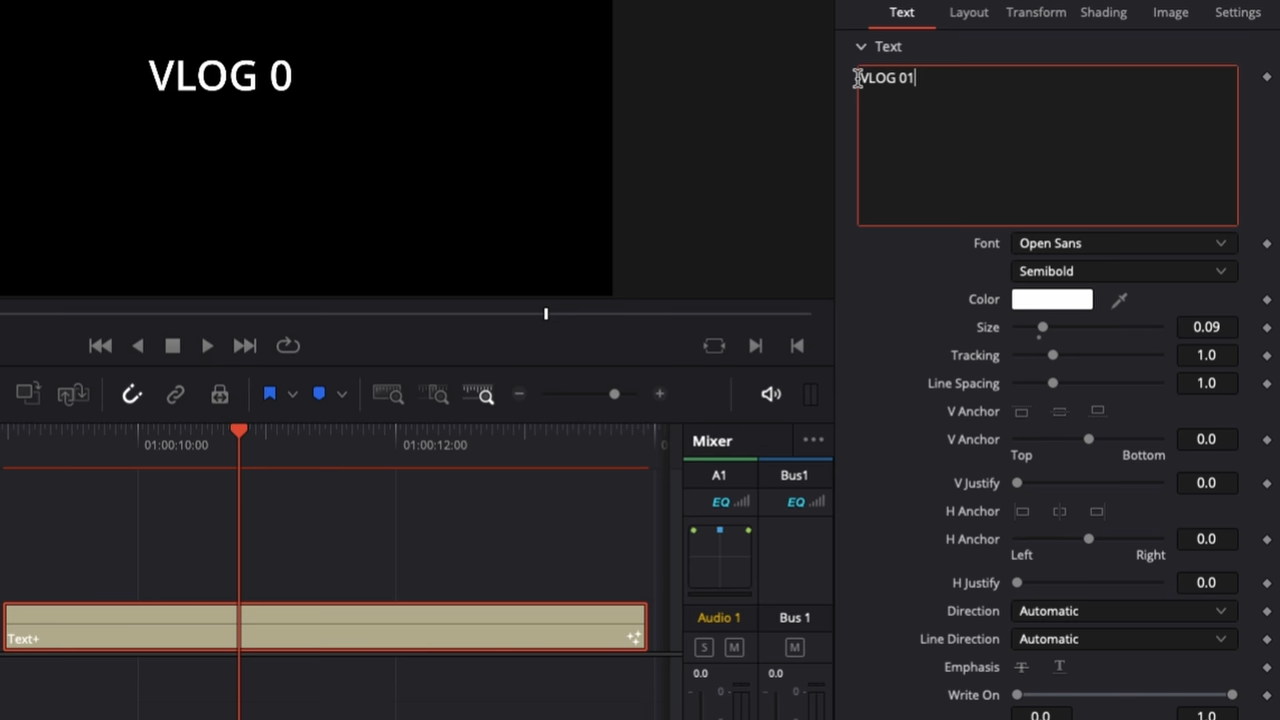 Text Layout Transform Shading Image Settings
Text
VLOG 0
VLOG 01
Font Open Sans
Semibold
Color
Size 0.09
Tracking 1.0
Line Spacing 1.0
V Anchor
V Anchor 0.0
Top Bottom
V Justify 0.0
H Anchor
H Anchor 0.0
Left Right
H Justify 0.0
Direction Automatic
Line Direction Automatic
Emphasis T T
Write On
0.0 1.0
01:00:10:00 01:00:12:00
Text+
Mixer
A1 Bus1
EQ EQ
Audio 1 Bus 1
S M M
0.0 0.0
0 0